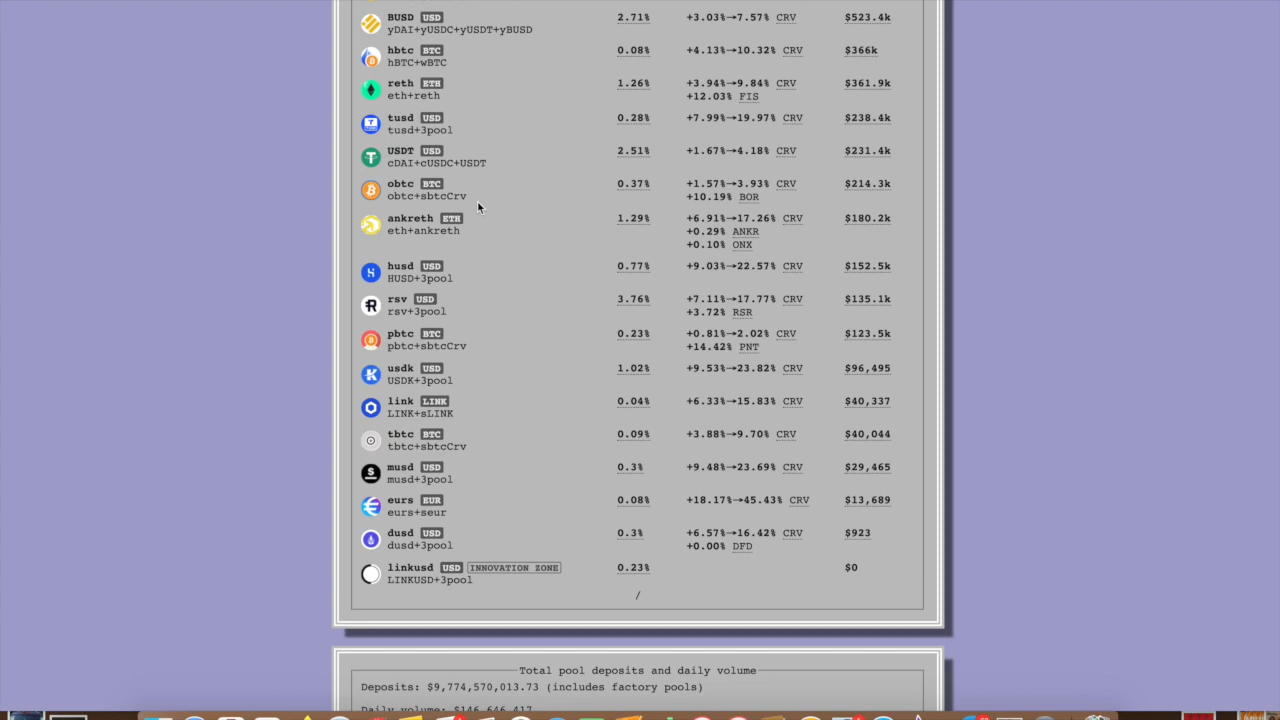 BUSD USD 2.71% +3.03%→7.57% CRV $523.4k
yDAI+yUSDC+yUSDT+yBUSD
hbtc BTC 0.08% +4.13%→10.32% CRV $366k
hBTC+wBTC
reth ETH 1.26% +3.94%→9.84% CRV $361.9k
eth+reth +12.03% FIS
tusd USD 0.28% +7.99%→19.97% CRV $238.4k
tusd+3pool
USDT USD 2.51% +1.67%→4.18% CRV $231.4k
cDAI+cUSDC+USDT
obtc BTC 0.37% +1.57%→3.93% CRV $214.3k
obtc+sbtcCrv +10.19% BOR
ankreth ETH 1.29% +6.91%→17.26% CRV $180.2k
eth+ankreth +0.29% ANKR
+0.10% ONX
husd USD 0.77% +9.03%→22.57% CRV $152.5k
HUSD+3pool
rsv USD 3.76% +7.11%→17.77% CRV $135.1k
rsv+3pool +3.72% RSR
pbtc BTC 0.23% +0.81%→2.02% CRV $123.5k
pbtc+sbtcCrv +14.42% PNT
usdk USD 1.02% +9.53%→23.82% CRV $96,495
USDK+3pool
link LINK 0.04% +6.33%→15.83% CRV $40,337
LINK+sLINK
tbtc BTC 0.09% +3.88%→9.70% CRV $40,044
tbtc+sbtcCrv
musd USD 0.3% +9.48%→23.69% CRV $29,465
musd+3pool
eurs EUR 0.08% +18.17%→45.43% CRV $13,689
eurs+seur
dusd USD 0.3% +6.57%→16.42% CRV $923
dusd+3pool +0.00% DFD
linkusd USD INNOVATION ZONE 0.23% $0
LINKUSD+3pool
/
Total pool deposits and daily volume
Deposits: $9,774,570,013.73 (includes factory pools)
Daily volume: $146,646,417